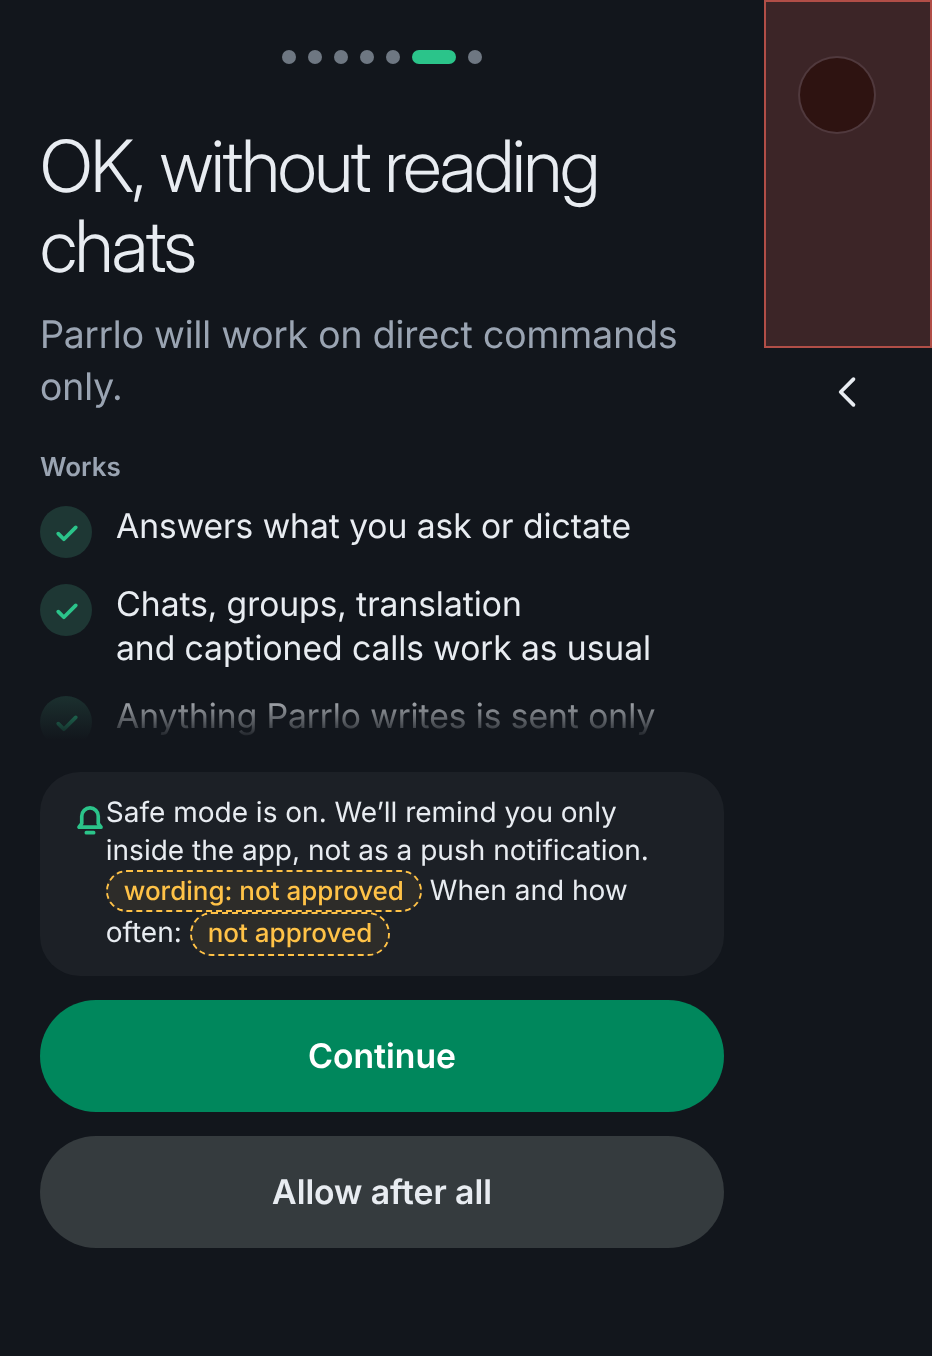 OK, without reading
chats
Parrlo will work on direct commands
only.
Works
Answers what you ask or dictate
Chats, groups, translation
and captioned calls work as usual
Anything Parrlo writes is sent only
Safe mode is on. We’ll remind you only
inside the app, not as a push notification.
wording: not approved When and how
often: not approved
Continue
Allow after all